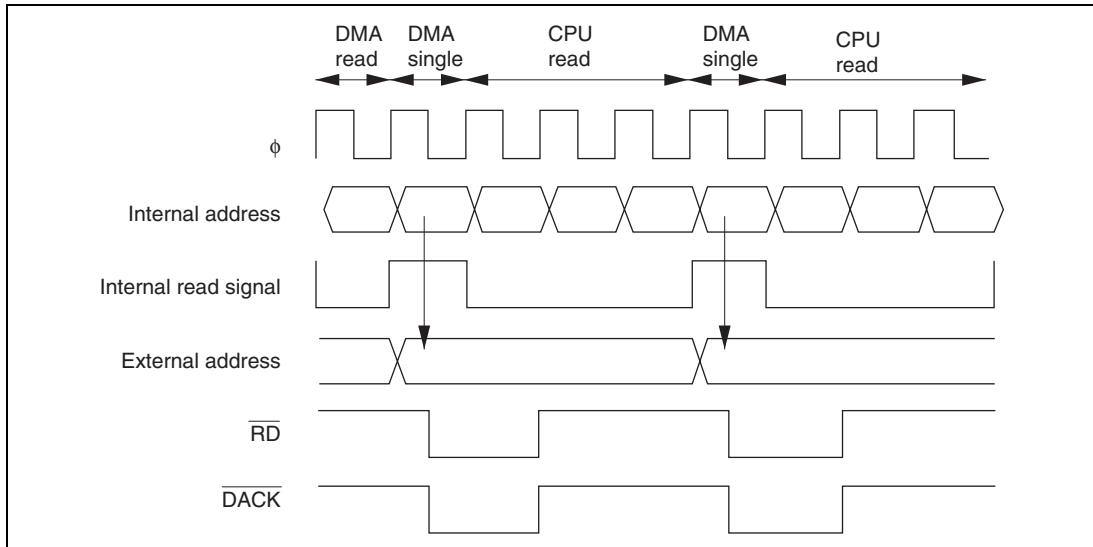 DMA read
DMA single
CPU read
DMA single
CPU read
ϕ
Internal address
Internal read signal
External address
RD
DACK